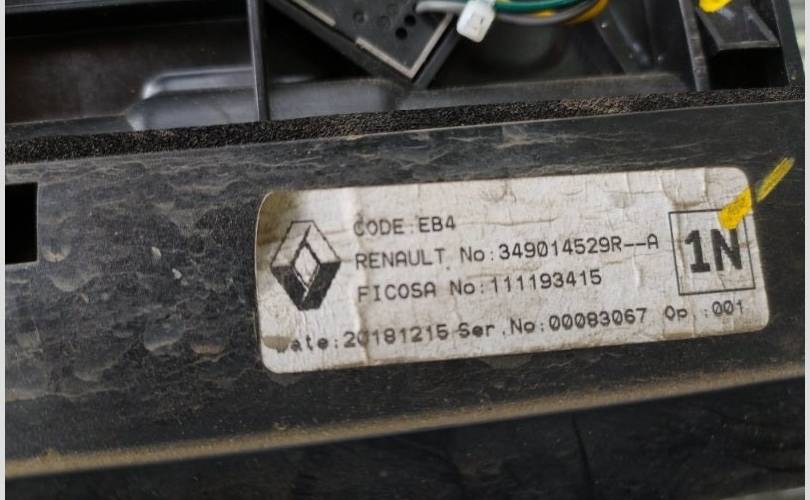 CODE:EB4
RENAULT No:349014529R--A
FICOSA No:111193415
1N
Date:20181215 Ser.No:00083067 Op.:001